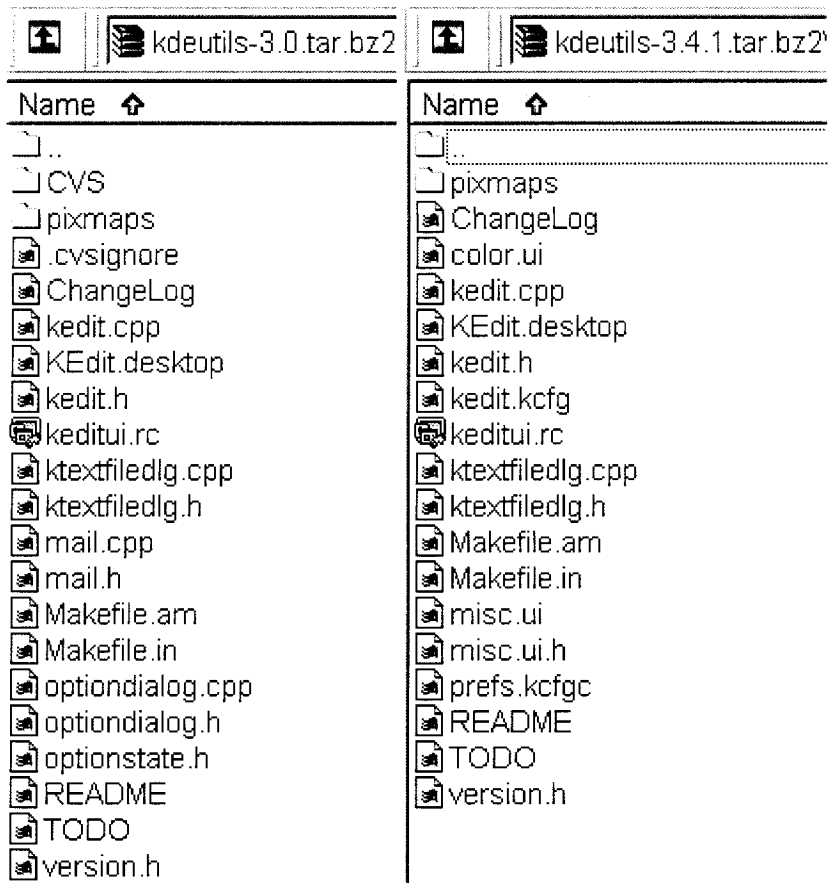 kdeutils-3.0.tar.bz2
Name
..
CVS
pixmaps
.cvsignore
ChangeLog
kedit.cpp
KEdit.desktop
kedit.h
keditui.rc
ktextfiledlg.cpp
ktextfiledlg.h
mail.cpp
mail.h
Makefile.am
Makefile.in
optiondialog.cpp
optiondialog.h
optionstate.h
README
TODO
version.h
kdeutils-3.4.1.tar.bz2\
Name
..
pixmaps
ChangeLog
color.ui
kedit.cpp
KEdit.desktop
kedit.h
kedit.kcfg
keditui.rc
ktextfiledlg.cpp
ktextfiledlg.h
Makefile.am
Makefile.in
misc.ui
misc.ui.h
prefs.kcfgc
README
TODO
version.h